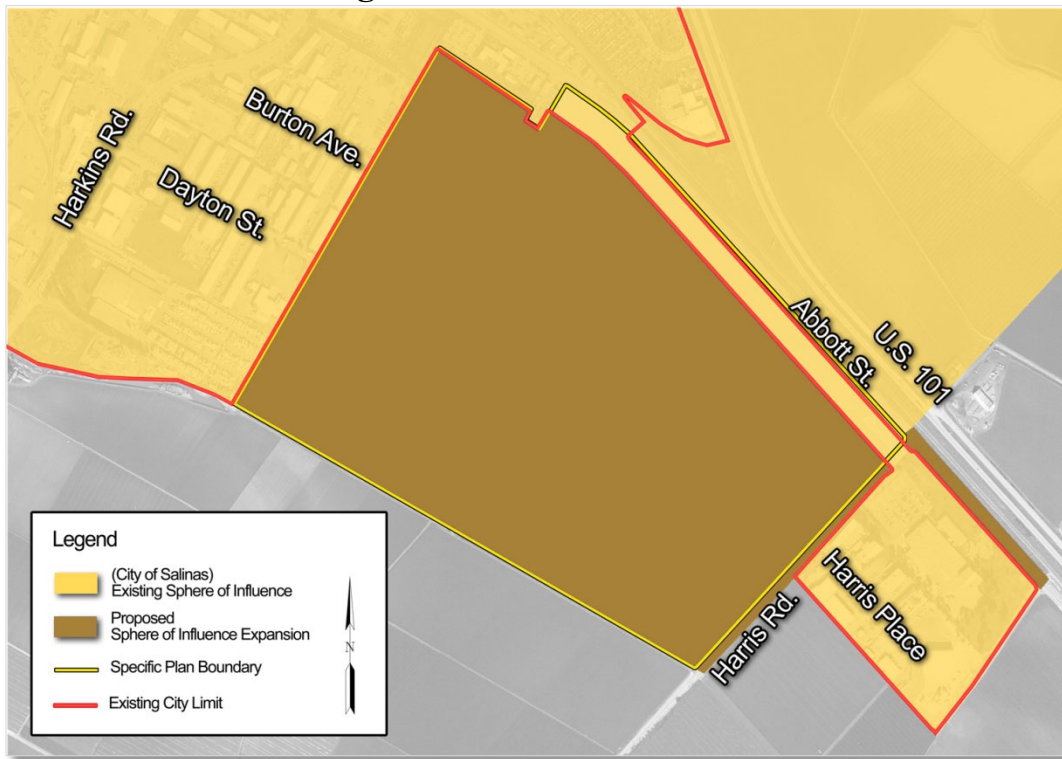 Burton Ave.
Harkins Rd.
Dayton St.
Abbott St.
U.S. 101
Harris Place
Harris Rd.
Legend
(City of Salinas)
Existing Sphere of Influence
Proposed
Sphere of Influence Expansion
N
Specific Plan Boundary
Existing City Limit